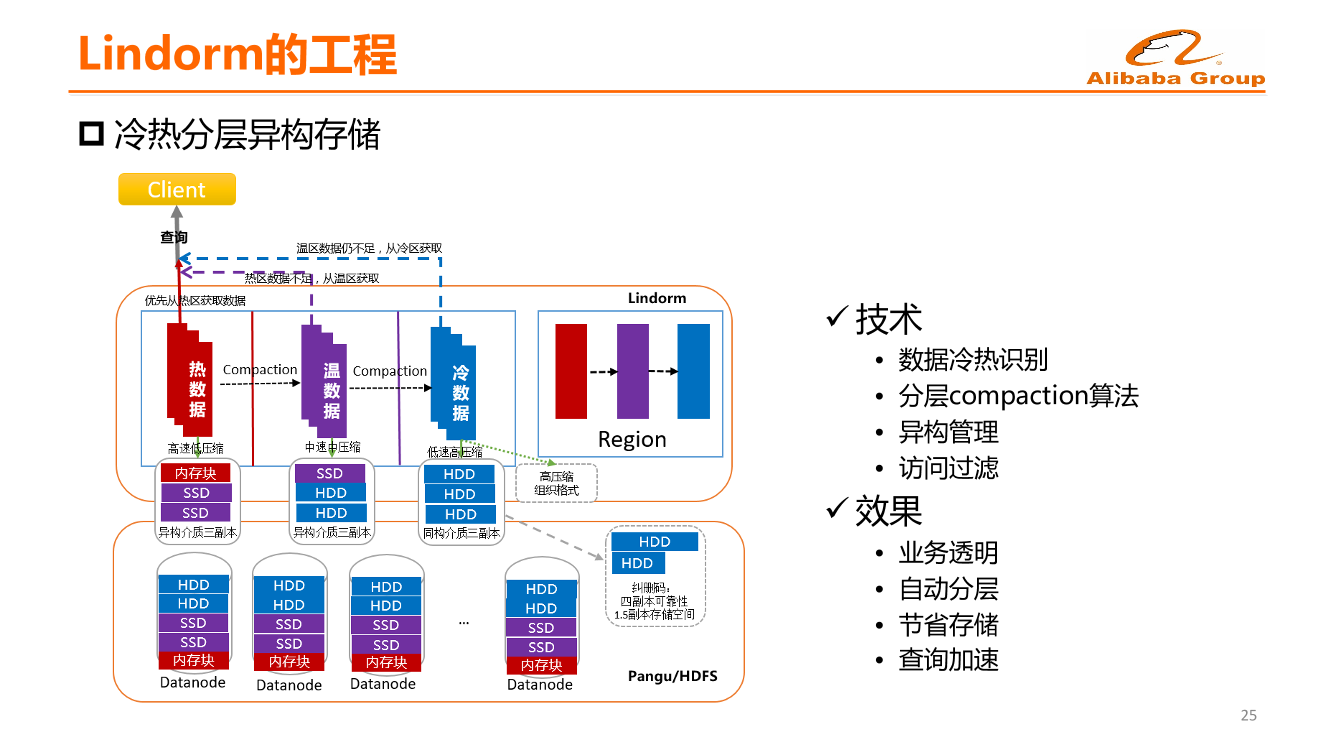 Lindorm的工程
Alibaba Group
冷热分层异构存储
Client
查询
温区数据仍不足，从冷区获取
热区数据不足，从温区获取
优先从热区获取数据
Lindorm
热数据
Compaction
温数据
Compaction
冷数据
Region
高速低压缩
中速中压缩
低速高压缩
内存块
SSD
SSD
异构介质三副本
SSD
HDD
HDD
异构介质三副本
HDD
HDD
HDD
同构介质三副本
高压缩
组织格式
HDD
HDD
纠删码：
四副本可靠性
1.5副本存储空间
HDD
HDD
SSD
SSD
内存块
Datanode
HDD
HDD
SSD
SSD
内存块
Datanode
HDD
HDD
SSD
SSD
内存块
Datanode
...
HDD
HDD
SSD
SSD
内存块
Datanode
Pangu/HDFS
✓ 技术
• 数据冷热识别
• 分层compaction算法
• 异构管理
• 访问过滤
✓ 效果
• 业务透明
• 自动分层
• 节省存储
• 查询加速
25